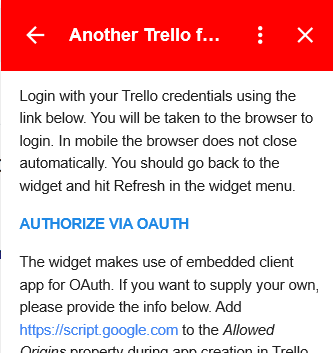 Another Trello f...
Login with your Trello credentials using the
link below. You will be taken to the browser to
login. In mobile the browser does not close
automatically. You should go back to the
widget and hit Refresh in the widget menu.
AUTHORIZE VIA OAUTH
The widget makes use of embedded client
app for OAuth. If you want to supply your own,
please provide the info below. Add
https://script.google.com to the Allowed
Origins property during app creation in Trello